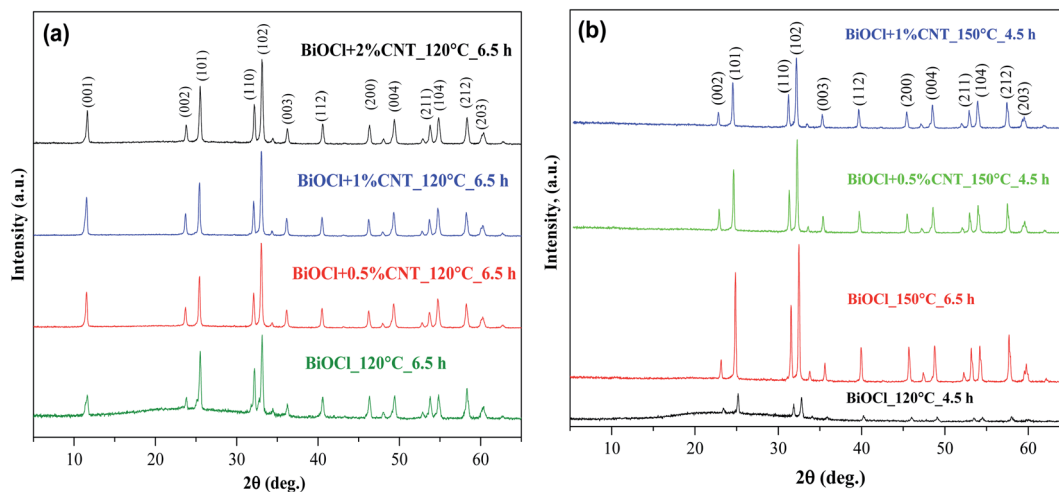 (a)
BiOCl+2%CNT_120°C_6.5 h
(001)
(002)
(101)
(110)
(102)
(003)
(112)
(200)
(004)
(211)
(104)
(212)
(203)
BiOCl+1%CNT_120°C_6.5 h
BiOCl+0.5%CNT_120°C_6.5 h
BiOCl_120°C_6.5 h
Intensity (a.u.)
10 20 30 40 50 60
2θ (deg.)
(b)
BiOCl+1%CNT_150°C_4.5 h
(002)
(101)
(110)
(102)
(003)
(112)
(200)
(004)
(211)
(104)
(212)
(203)
BiOCl+0.5%CNT_150°C_4.5 h
BiOCl_150°C_6.5 h
BiOCl_120°C_4.5 h
Intensity, (a.u.)
10 20 30 40 50 60
2θ (deg.)